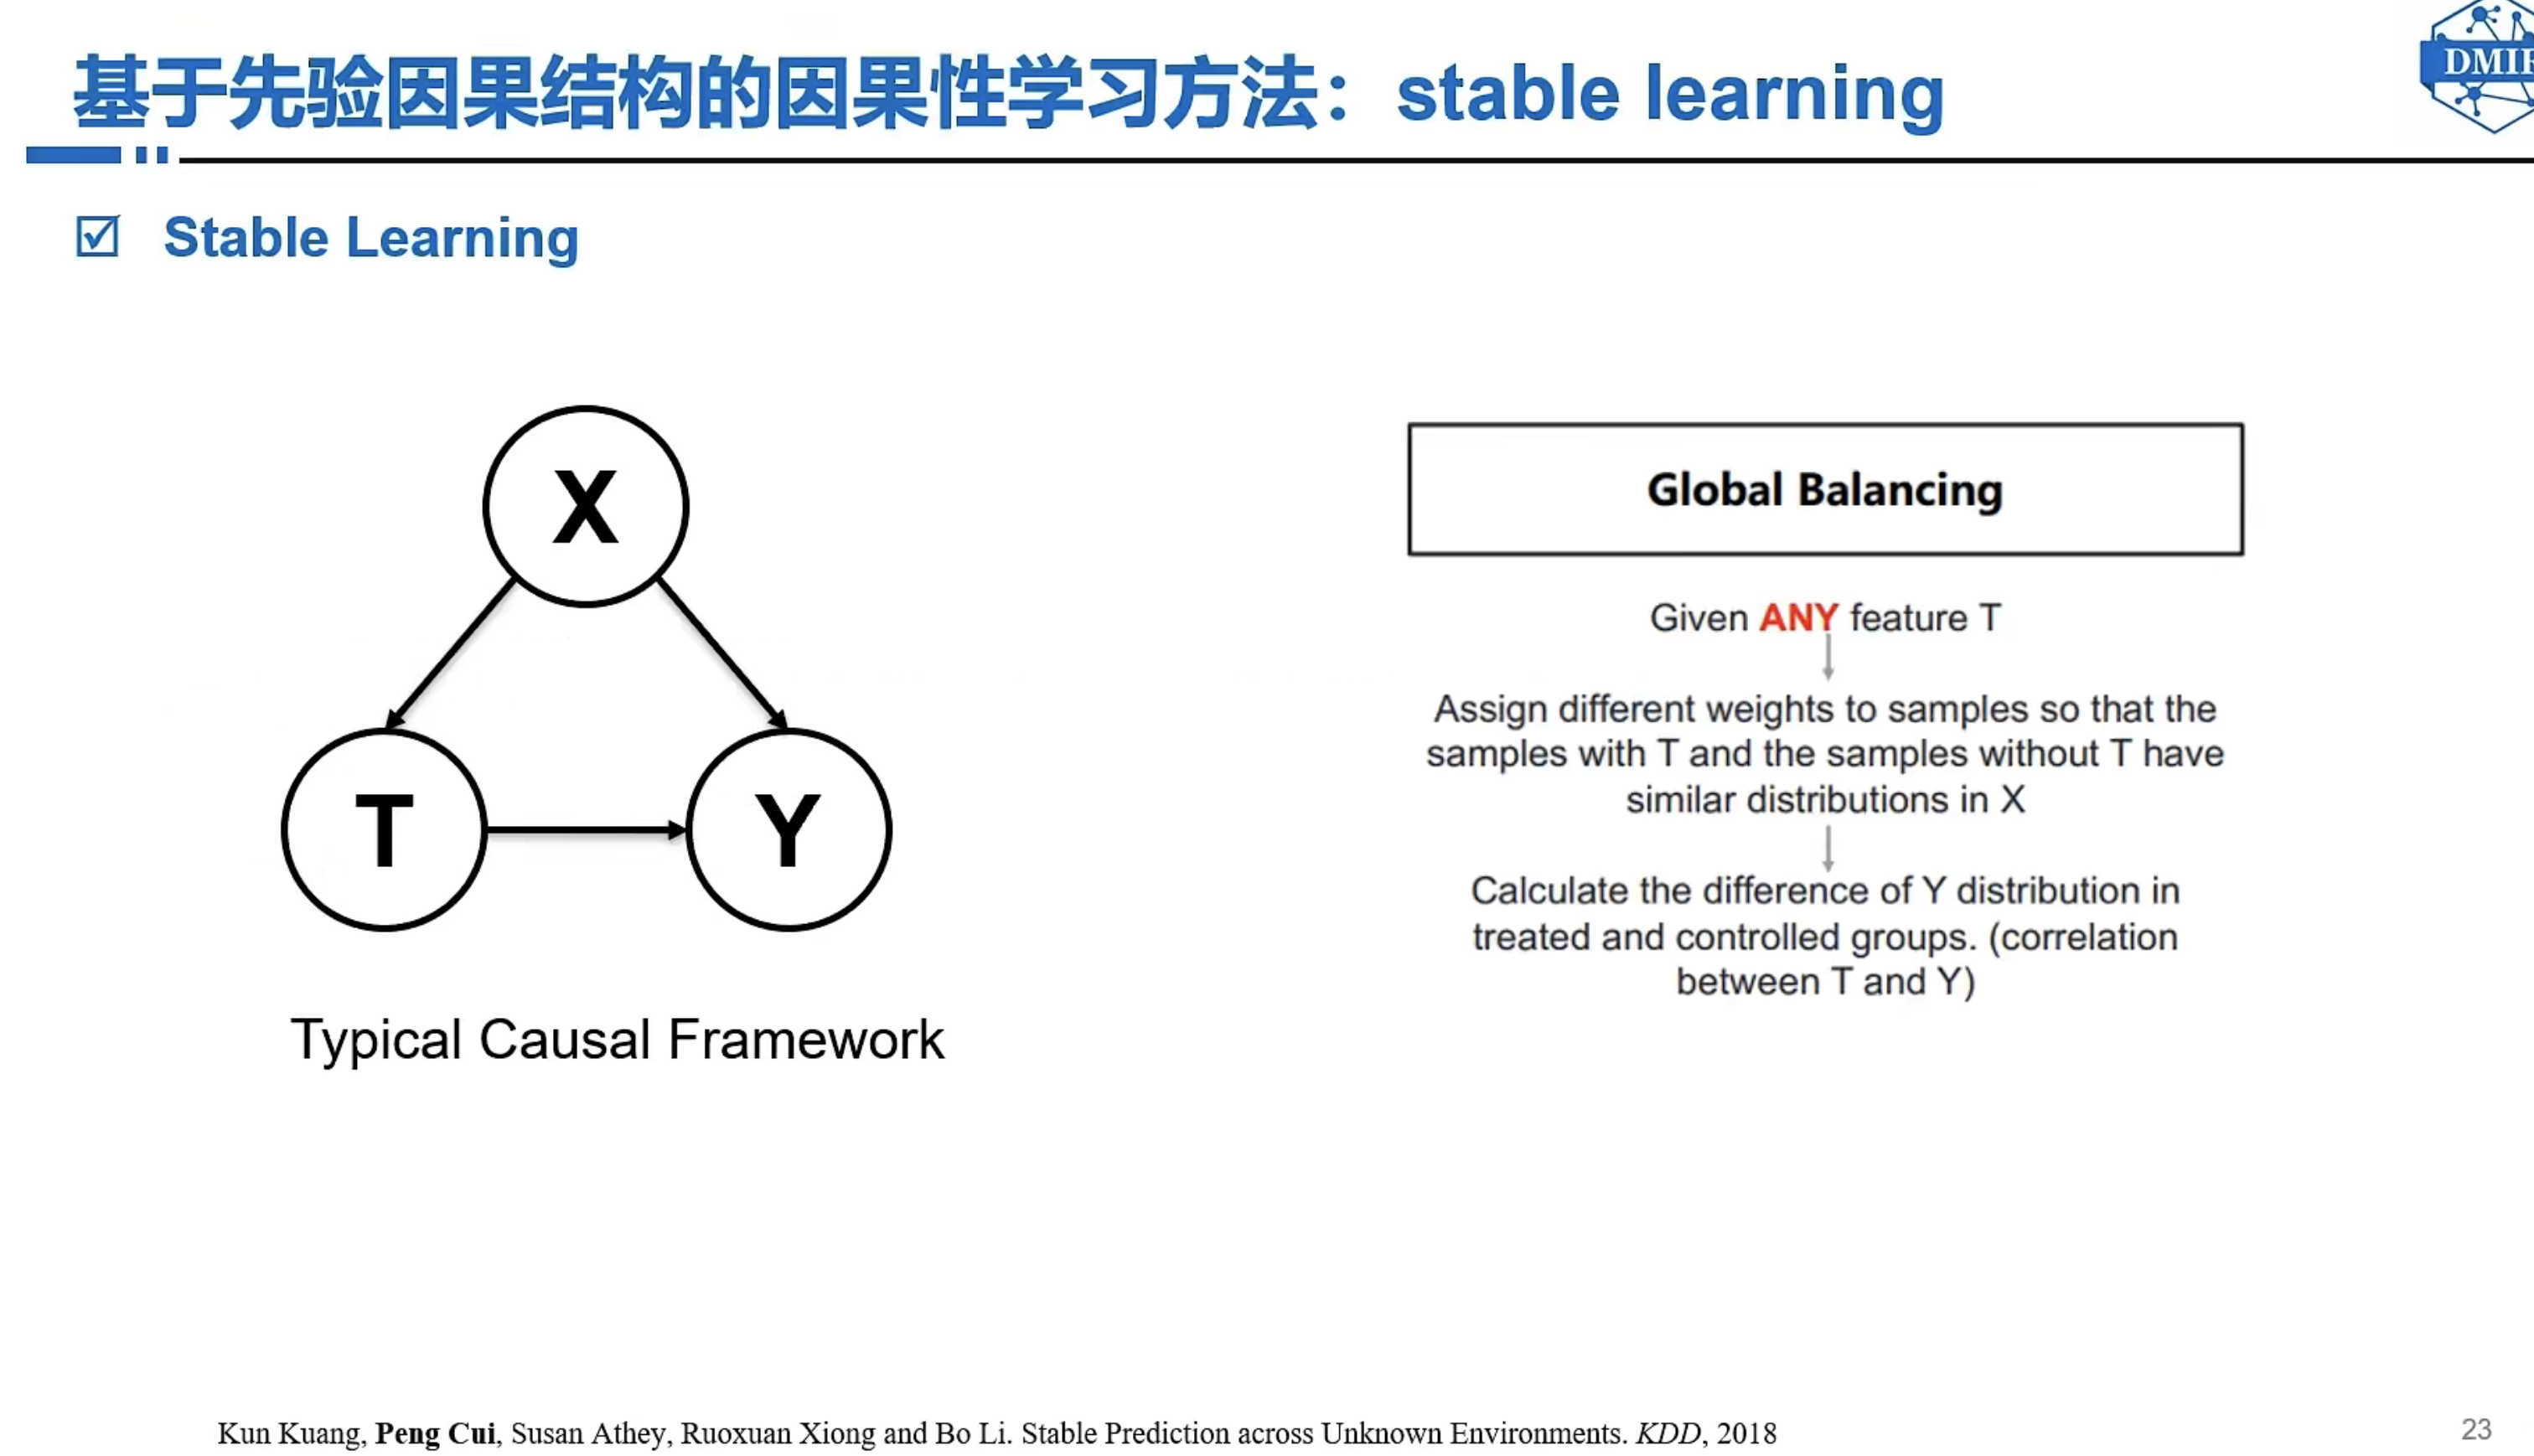 基于先验因果结构的因果性学习方法：stable learning
Stable Learning
X
T
Y
Typical Causal Framework
Global Balancing
Given ANY feature T
Assign different weights to samples so that the
samples with T and the samples without T have
similar distributions in X
Calculate the difference of Y distribution in
treated and controlled groups. (correlation
between T and Y)
Kun Kuang, Peng Cui, Susan Athey, Ruoxuan Xiong and Bo Li. Stable Prediction across Unknown Environments. KDD, 2018
23